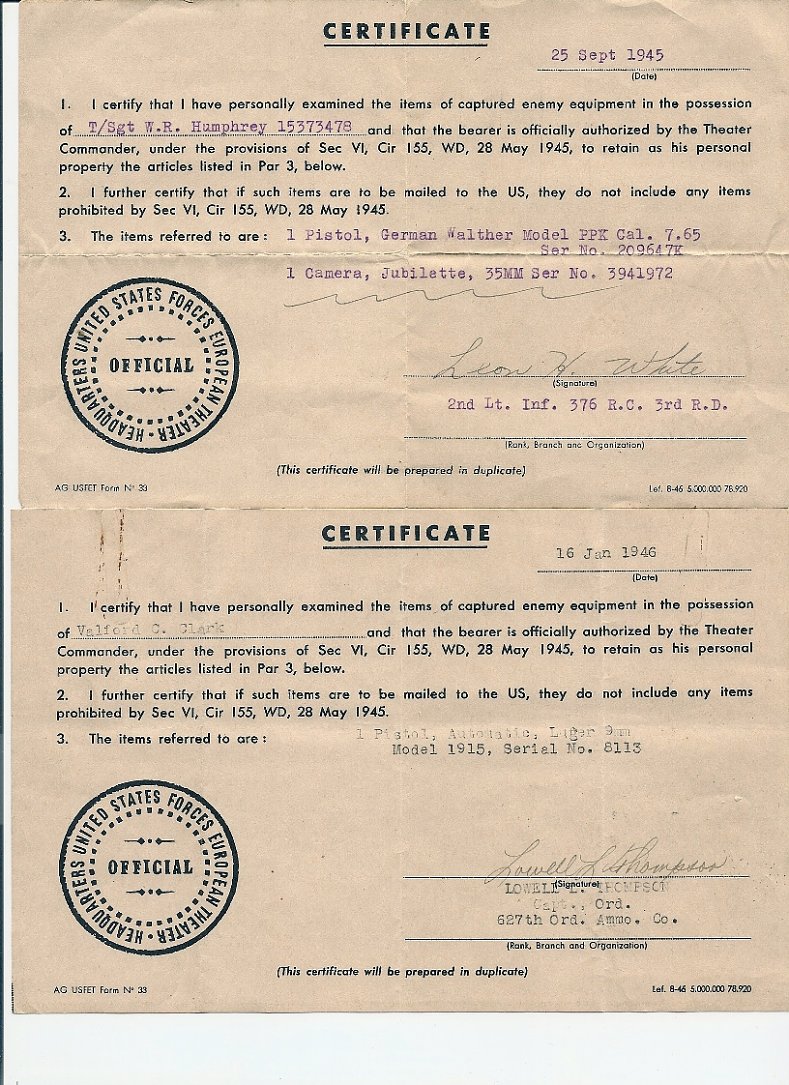 CERTIFICATE
25 Sept 1945
(Date)
1. I certify that I have personally examined the items of captured enemy equipment in the possession
of T/Sgt W.R. Humphrey 15373478 and that the bearer is officially authorized by the Theater
Commander, under the provisions of Sec VI, Cir 155, WD, 28 May 1945, to retain as his personal
property the articles listed in Par 3, below.
2. I further certify that if such items are to be mailed to the US, they do not include any items
prohibited by Sec VI, Cir 155, WD, 28 May 1945.
3. The items referred to are : 1 Pistol, German Walther Model PPK Cal. 7.65
Ser No. 209647K
1 Camera, Jubilette, 35MM Ser No. 3941972
HEADQUARTERS UNITED STATES FORCES EUROPEAN THEATER
OFFICIAL
Leon H. White
(Signature)
2nd Lt. Inf. 376 R.C. 3rd R.D.
(Rank, Branch and Organization)
(This certificate will be prepared in duplicate)
AG USFET Form Nº 33
Lef. 8-45 5.000.000 78.920
CERTIFICATE
16 Jan 1946
(Date)
1. I certify that I have personally examined the items of captured enemy equipment in the possession
of Valford C. Clark and that the bearer is officially authorized by the Theater
Commander, under the provisions of Sec VI, Cir 155, WD, 28 May 1945, to retain as his personal
property the articles listed in Par 3, below.
2. I further certify that if such items are to be mailed to the US, they do not include any items
prohibited by Sec VI, Cir 155, WD, 28 May 1945.
3. The items referred to are : 1 Pistol, Automatic, Luger 9mm
Model 1915, Serial No. 8113
HEADQUARTERS UNITED STATES FORCES EUROPEAN THEATER
OFFICIAL
Lowell L Thompson
(Signature)
LOWELL L. THOMPSON
Capt., Ord.
627th Ord. Ammo. Co.
(Rank, Branch and Organization)
(This certificate will be prepared in duplicate)
AG USFET Form Nº 33
Lef. 8-45 5.000.000 78.920